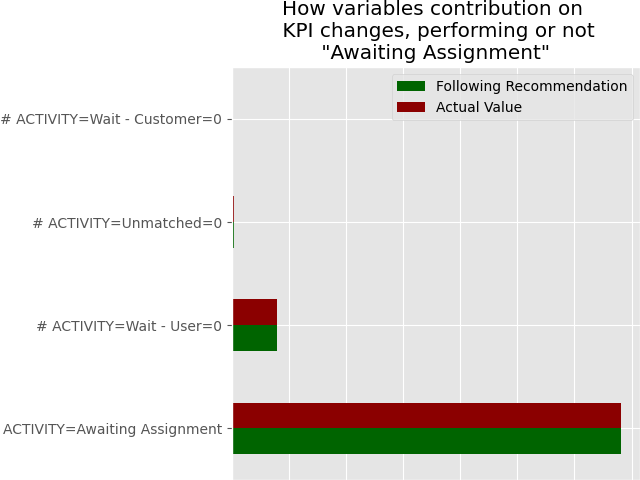 How variables contribution on
KPI changes, performing or not
"Awaiting Assignment"
Following Recommendation
Actual Value
# ACTIVITY=Wait - Customer=0
# ACTIVITY=Unmatched=0
# ACTIVITY=Wait - User=0
ACTIVITY=Awaiting Assignment